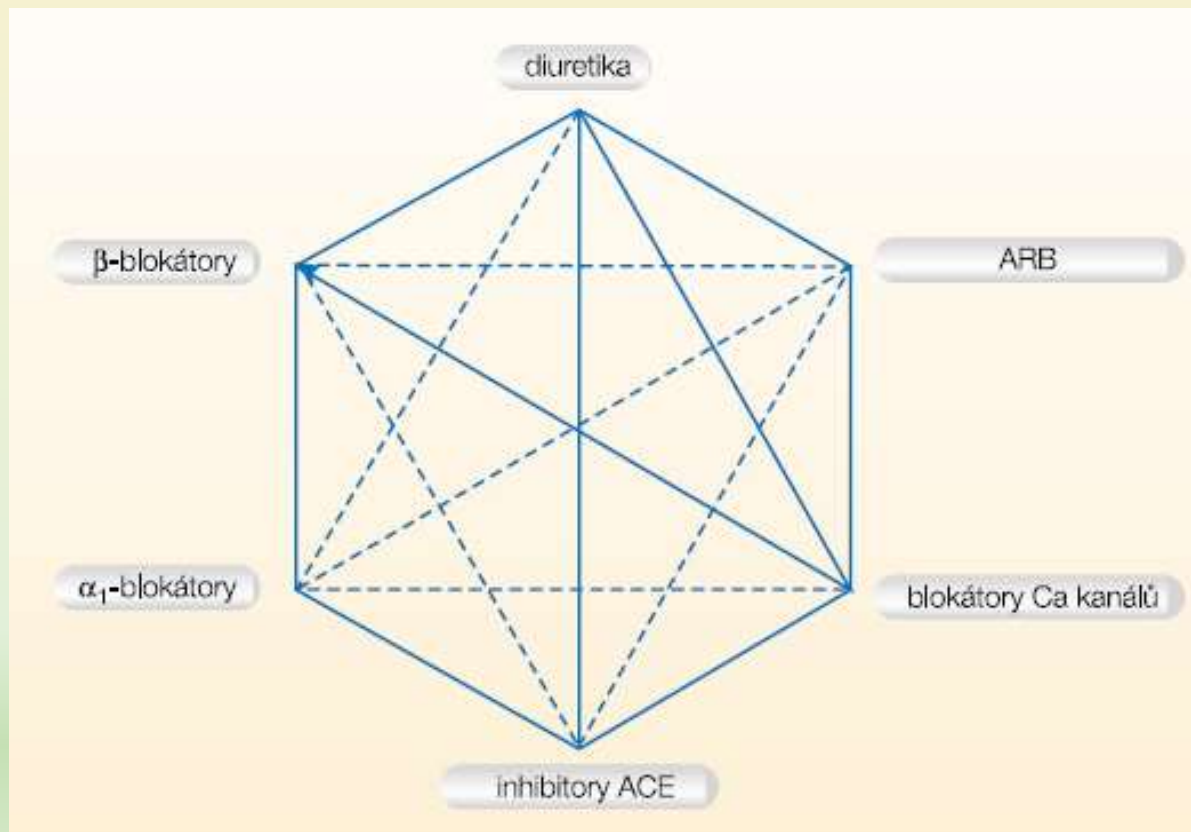 diuretika
β-blokátory
ARB
α1-blokátory
blokátory Ca kanálů
inhibitory ACE